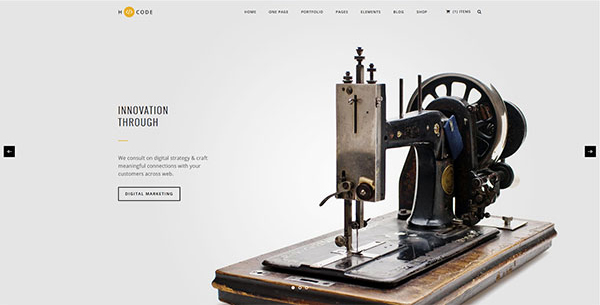 H CODE
HOME ONE PAGE PORTFOLIO PAGES ELEMENTS BLOG SHOP (1) ITEMS
INNOVATION
THROUGH
We consult on digital strategy & craft
meaningful connections with your
customers across web.
DIGITAL MARKETING